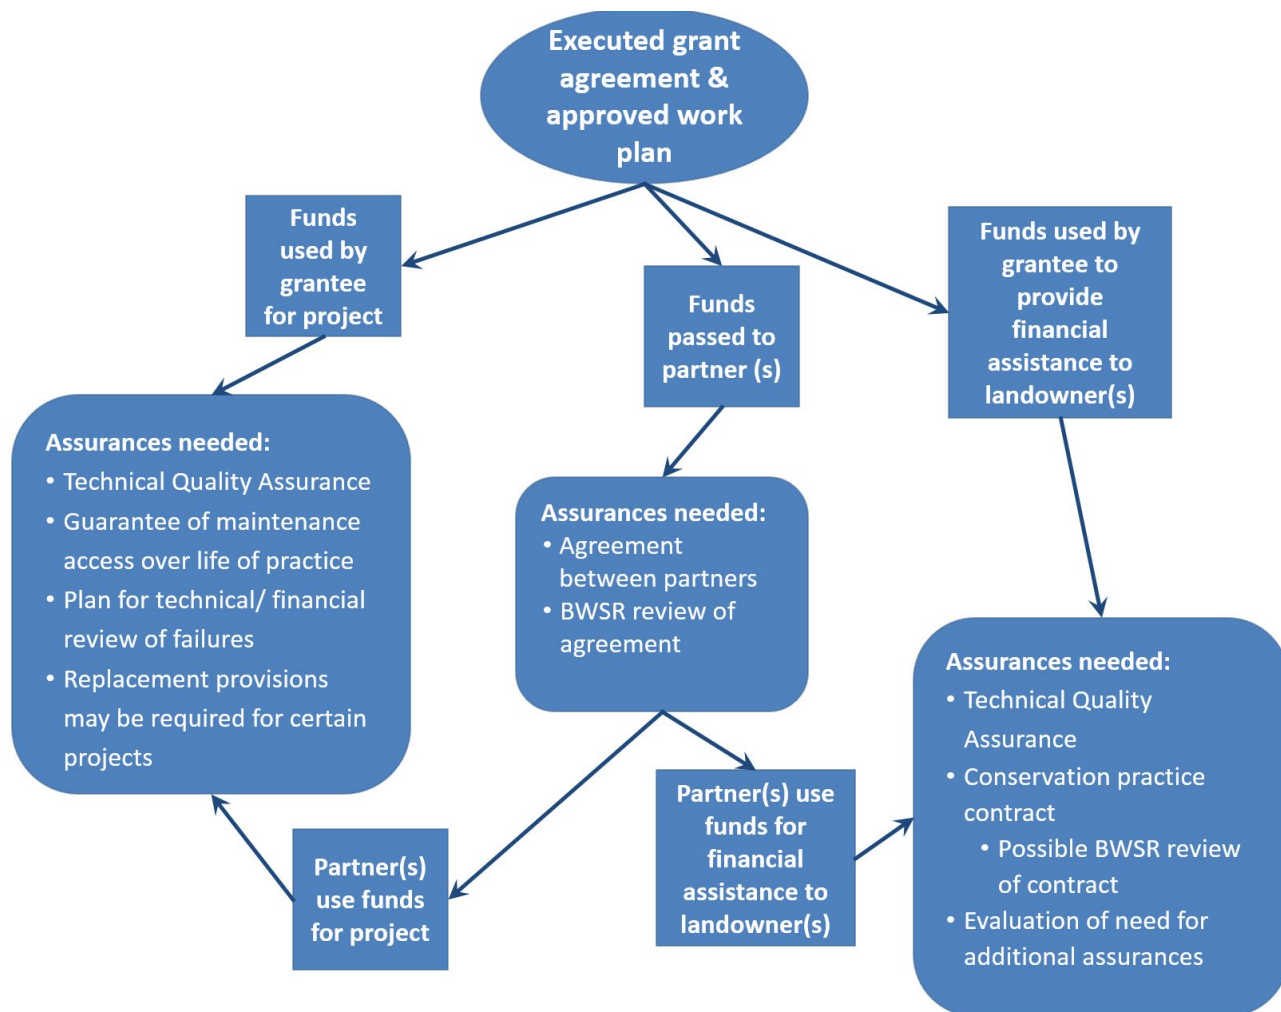 Executed grant
agreement &
approved work
plan
Funds
used by
grantee
for project
Funds
passed to
partner (s)
Funds used by
grantee to
provide
financial
assistance to
landowner(s)
Assurances needed:
• Technical Quality Assurance
• Guarantee of maintenance
access over life of practice
• Plan for technical/ financial
review of failures
• Replacement provisions
may be required for certain
projects
Assurances needed:
• Agreement
between partners
• BWSR review of
agreement
Assurances needed:
• Technical Quality
Assurance
• Conservation practice
contract
• Possible BWSR review
of contract
• Evaluation of need for
additional assurances
Partner(s)
use funds
for project
Partner(s) use
funds for
financial
assistance to
landowner(s)